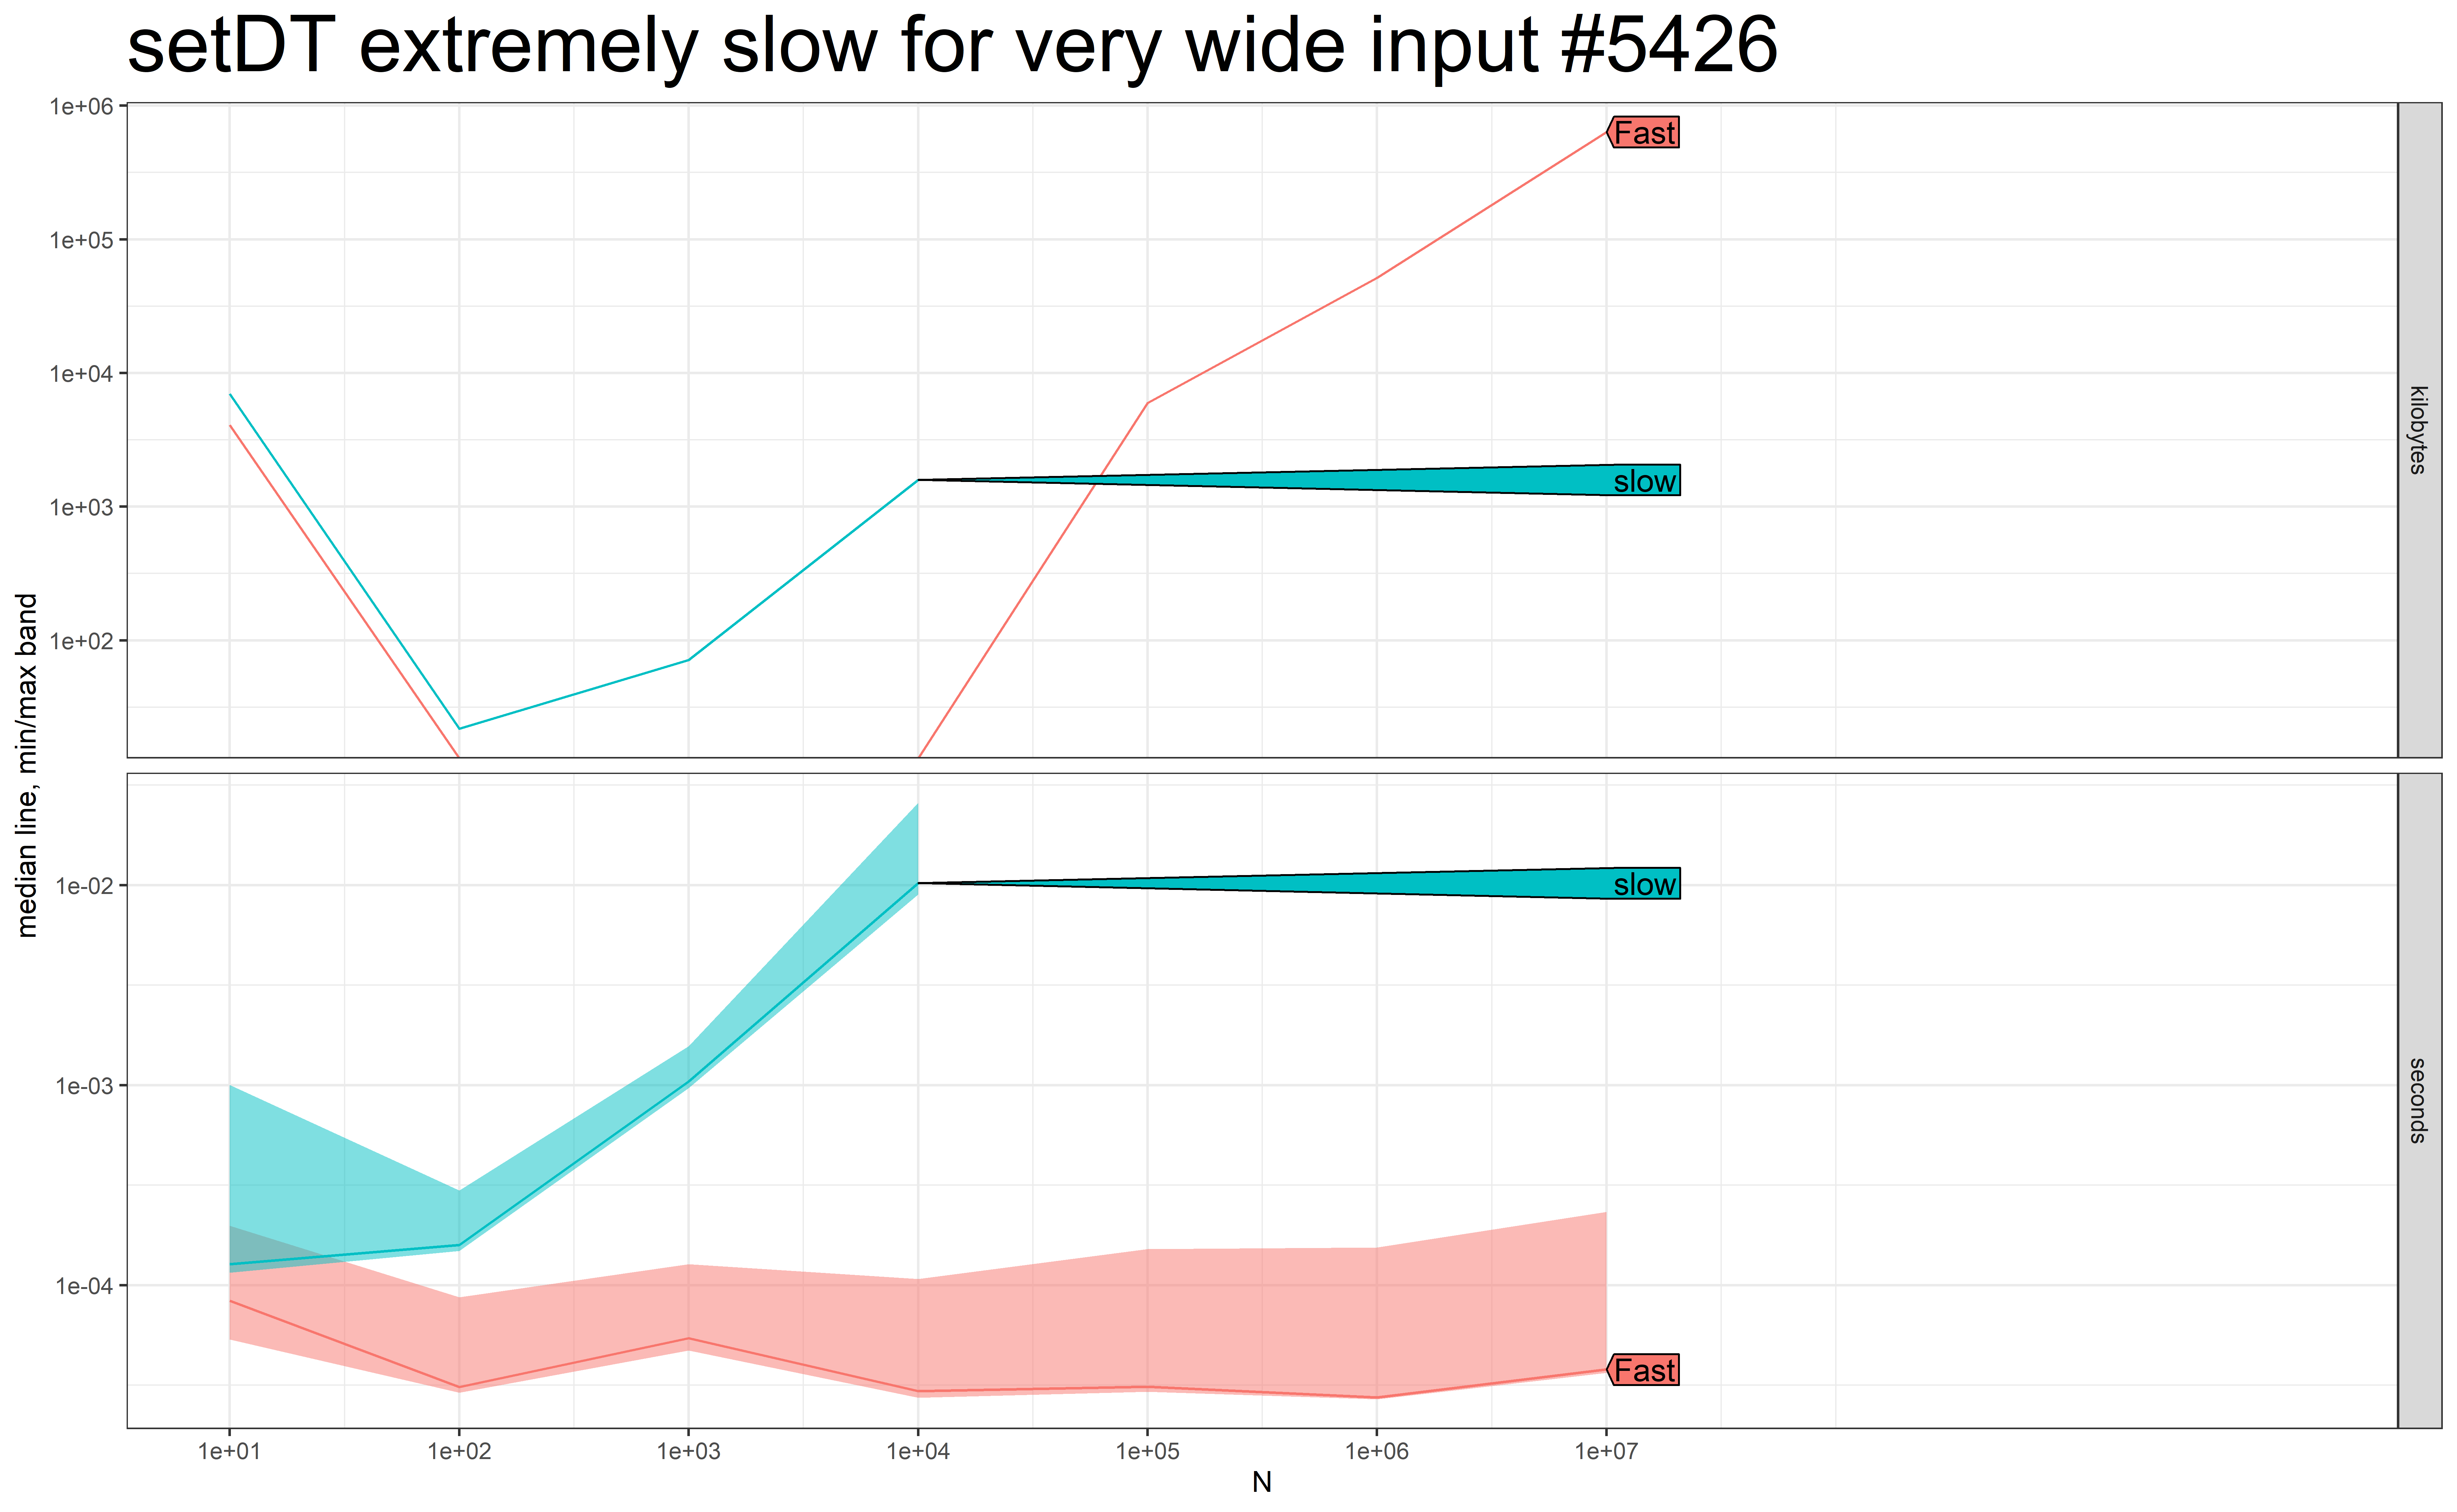 setDT extremely slow for very wide input #5426
median line, min/max band
1e+06
1e+05
1e+04
1e+03
1e+02
Fast
slow
kilobytes
1e-02
1e-03
1e-04
slow
Fast
seconds
1e+01 1e+02 1e+03 1e+04 1e+05 1e+06 1e+07
N